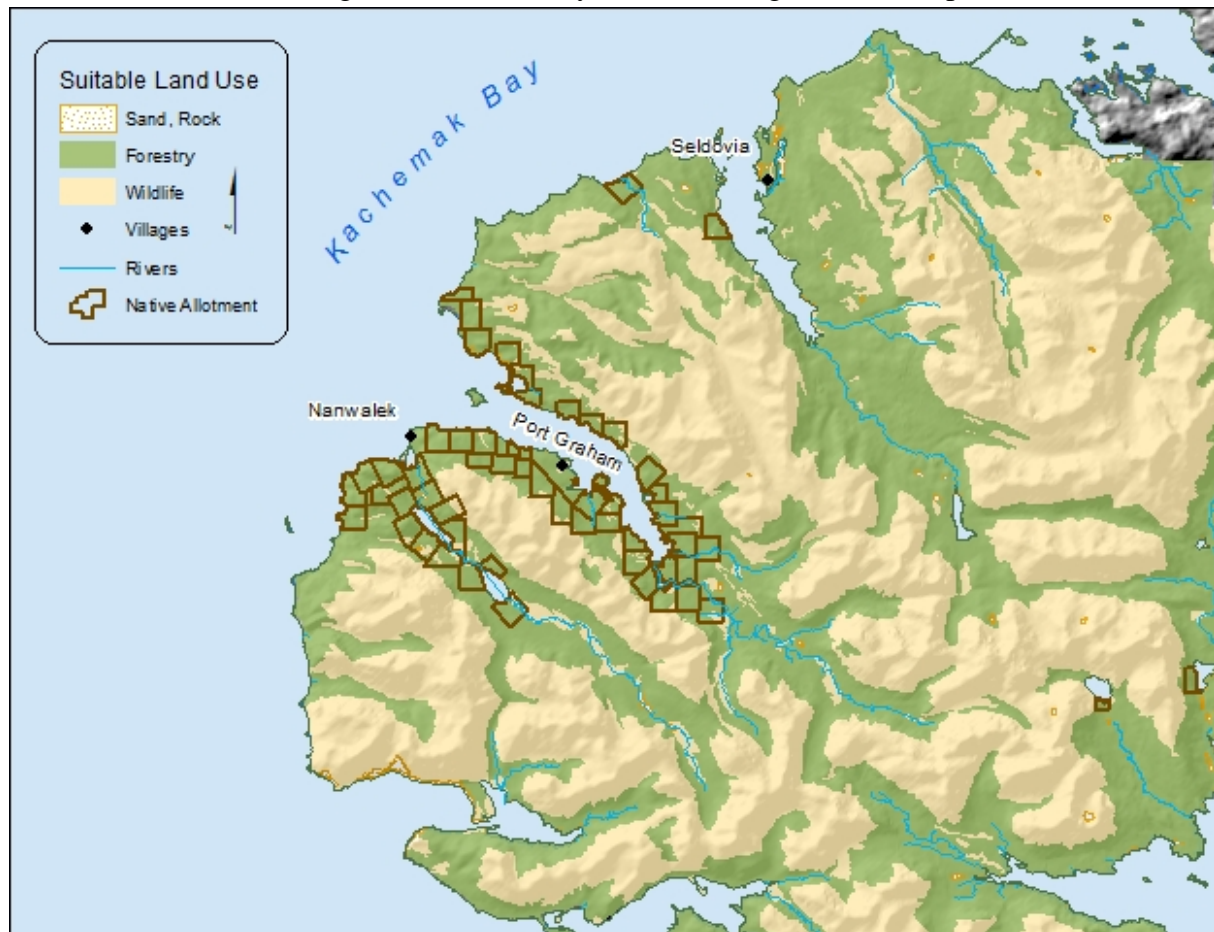 Suitable Land Use
Sand, Rock
Forestry
Wildlife
Villages
Rivers
Native Allotment
Kachemak Bay
Seldovia
Nanwalek
Port Graham